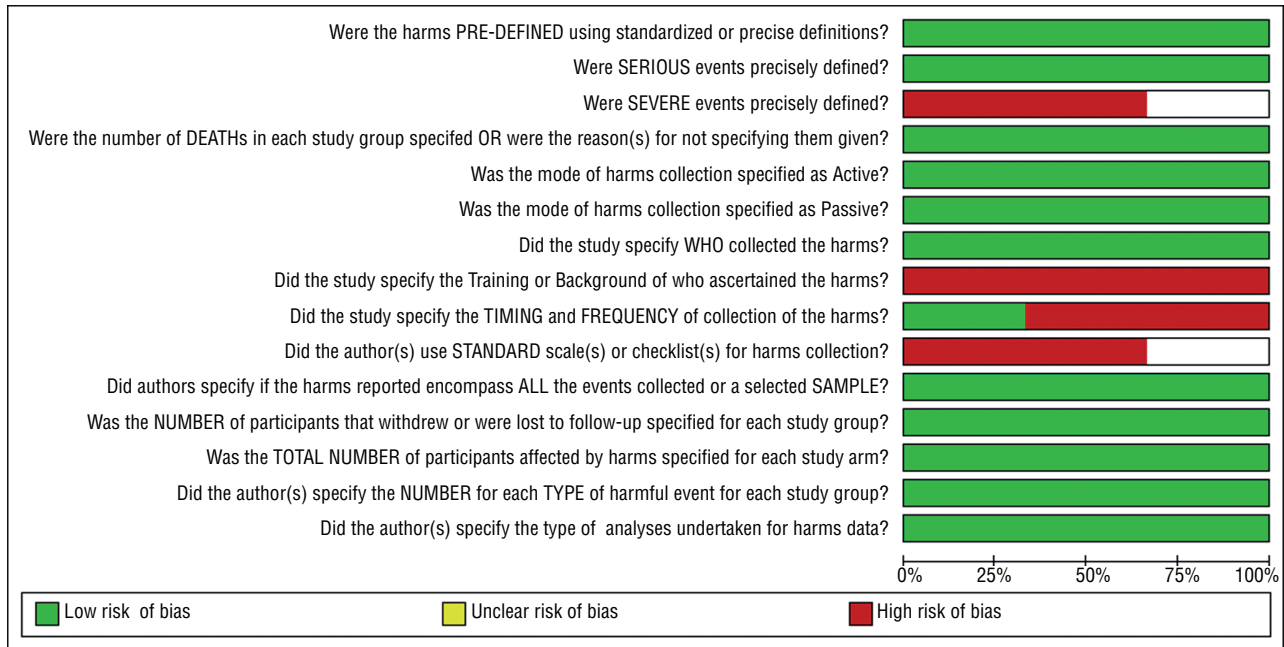 Were the harms PRE-DEFINED using standardized or precise definitions?
Were SERIOUS events precisely defined?
Were SEVERE events precisely defined?
Were the number of DEATHs in each study group specifed OR were the reason(s) for not specifying them given?
Was the mode of harms collection specified as Active?
Was the mode of harms collection specified as Passive?
Did the study specify WHO collected the harms?
Did the study specify the Training or Background of who ascertained the harms?
Did the study specify the TIMING and FREQUENCY of collection of the harms?
Did the author(s) use STANDARD scale(s) or checklist(s) for harms collection?
Did authors specify if the harms reported encompass ALL the events collected or a selected SAMPLE?
Was the NUMBER of participants that withdrew or were lost to follow-up specified for each study group?
Was the TOTAL NUMBER of participants affected by harms specified for each study arm?
Did the author(s) specify the NUMBER for each TYPE of harmful event for each study group?
Did the author(s) specify the type of analyses undertaken for harms data?
0% 25% 50% 75% 100%
Low risk of bias Unclear risk of bias High risk of bias